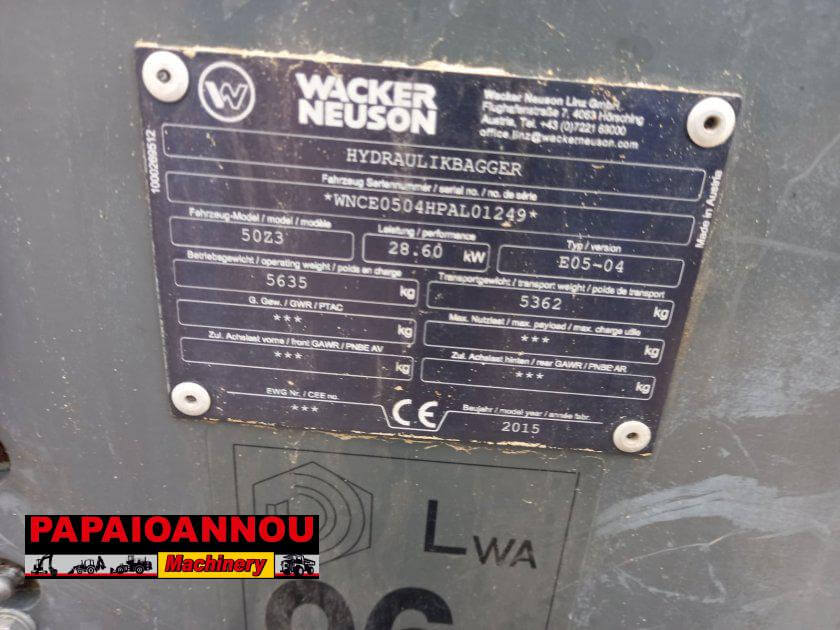 WACKER
NEUSON
Wacker Neuson Linz GmbH
Flughafenstraße 7, 4063 Hörsching
Austria, Tel. +43 (0)7221 63000
office.linz@wackerneuson.com
1000269512
HYDRAULIKBAGGER
Fahrzeug Seriennummer / serial no. / no. de série
*WNCE0504HPAL01249*
Made in Austria
Fahrzeug-Model / model / modèle
50Z3
Leistung / performance
28.60 kW
Typ / version
E05-04
Betriebsgewicht / operating weight / poids en charge
5635 kg
Transportgewicht / transport weight / poids de transport
5362 kg
G. Gew. / GWR / PTAC
*** kg
Max. Nutzlast / max. payload / max. charge utile
*** kg
Zul. Achslast vorne / front GAWR / PNBE AV
*** kg
Zul. Achslast hinten / rear GAWR / PNBE AR
*** kg
EWG Nr. / CEE no.
***
CE
Baujahr / model year / année fabr.
2015
LWA
96
PAPAIOANNOU
Machinery